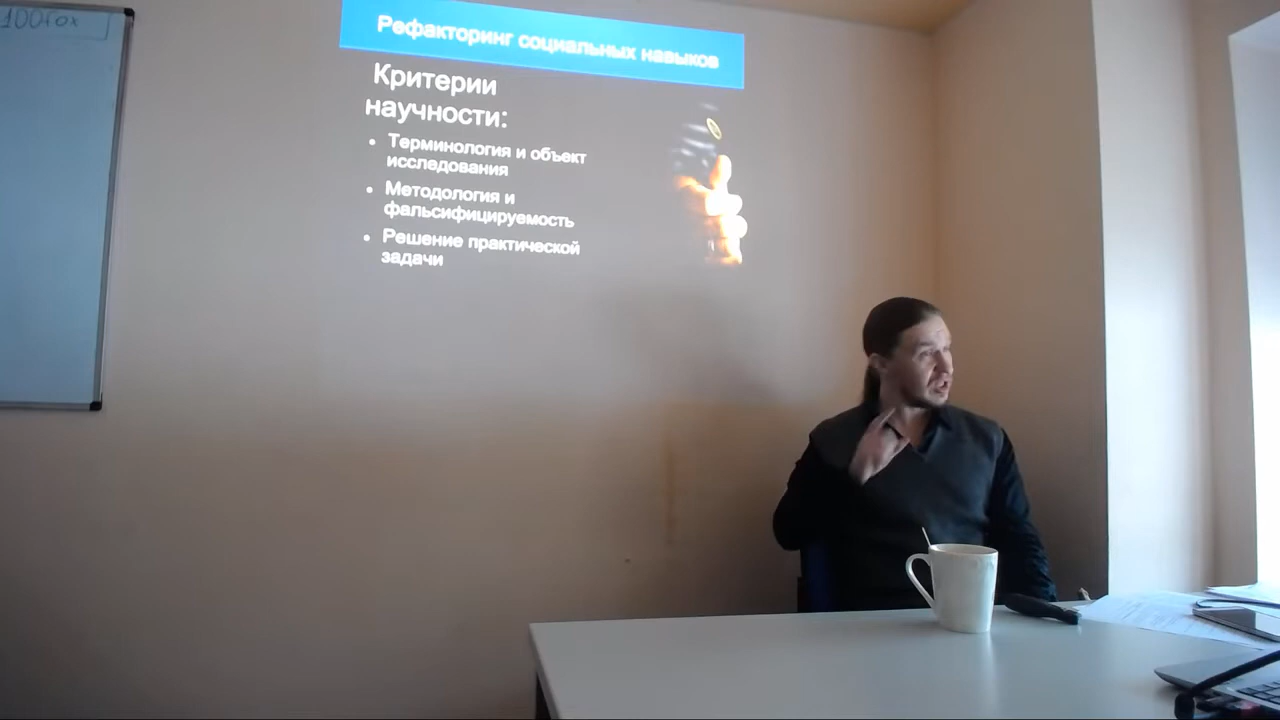 Рефакторинг социальных навыков
Критерии
научности:
• Терминология и объект
исследования
• Методология и
фальсифицируемость
• Решение практической
задачи